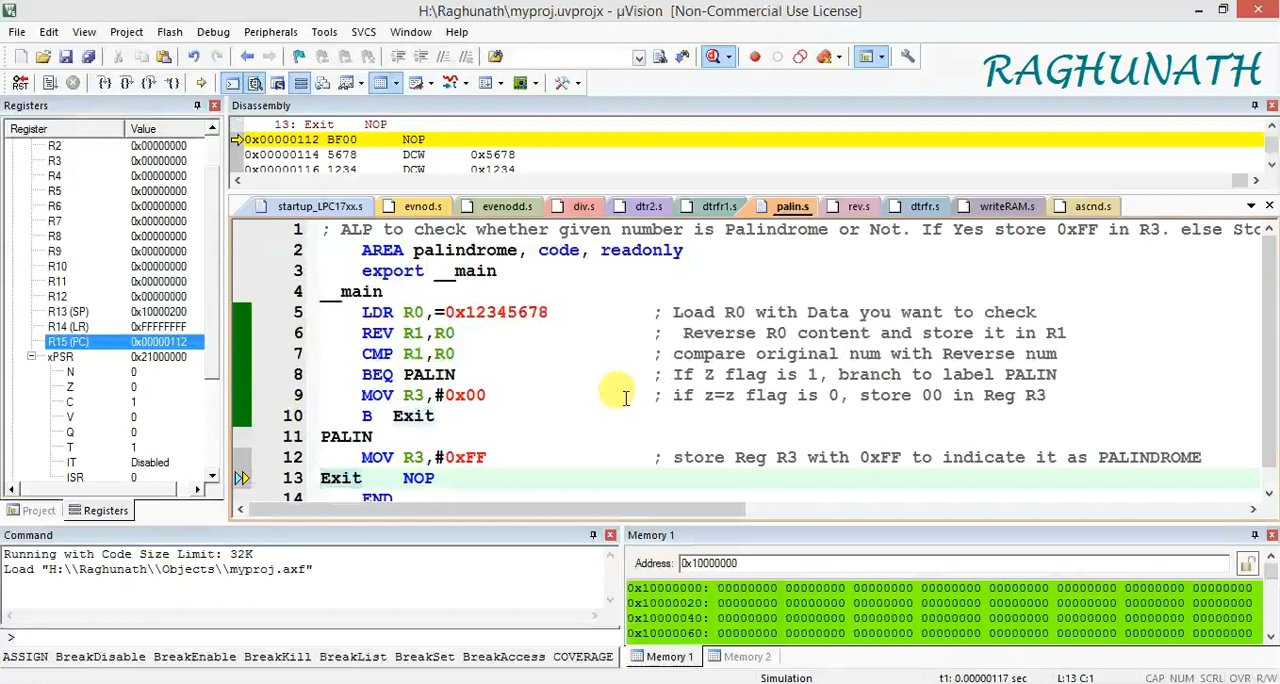 H:\Raghunath\myproj.uvprojx - µVision [Non-Commercial Use License]
File Edit View Project Flash Debug Peripherals Tools SVCS Window Help
RAGHUNATH
Registers
Register Value
R2 0x00000000
R3 0x00000000
R4 0x00000000
R5 0x00000000
R6 0x00000000
R7 0x00000000
R8 0x00000000
R9 0x00000000
R10 0x00000000
R11 0x00000000
R12 0x00000000
R13 (SP) 0x10000200
R14 (LR) 0xFFFFFFFF
R15 (PC) 0x00000112
xPSR 0x21000000
N 0
Z 0
C 1
V 0
Q 0
T 1
IT Disabled
ISR 0
Project Registers
Disassembly
13: Exit NOP
0x00000112 BF00 NOP
0x00000114 5678 DCW 0x5678
0x00000116 1234 DCW 0x1234
startup_LPC17xx.s evnod.s evenodd.s div.s dtr2.s dtrfr1.s palin.s rev.s dtrfr.s writeRAM.s ascnd.s
1 ; ALP to check whether given number is Palindrome or Not. If Yes store 0xFF in R3. else Sto
2 AREA palindrome, code, readonly
3 export __main
4 __main
5 LDR R0,=0x12345678 ; Load R0 with Data you want to check
6 REV R1,R0 ; Reverse R0 content and store it in R1
7 CMP R1,R0 ; compare original num with Reverse num
8 BEQ PALIN ; If Z flag is 1, branch to label PALIN
9 MOV R3,#0x00 ; if z=z flag is 0, store 00 in Reg R3
10 B Exit
11 PALIN
12 MOV R3,#0xFF ; store Reg R3 with 0xFF to indicate it as PALINDROME
13 Exit NOP
14 END
Command
Running with Code Size Limit: 32K
Load "H:\\Raghunath\\Objects\\myproj.axf"
>
ASSIGN BreakDisable BreakEnable BreakKill BreakList BreakSet BreakAccess COVERAGE
Memory 1
Address: 0x10000000
0x10000000: 00000000 00000000 00000000 00000000 00000000 00000000 00000000 00000000
0x10000020: 00000000 00000000 00000000 00000000 00000000 00000000 00000000 00000000
0x10000040: 00000000 00000000 00000000 00000000 00000000 00000000 00000000 00000000
0x10000060: 00000000 00000000 00000000 00000000 00000000 00000000 00000000 00000000
Memory 1 Memory 2
Simulation t1: 0.00000117 sec L:13 C:1 CAP NUM SCRL OVR R/W